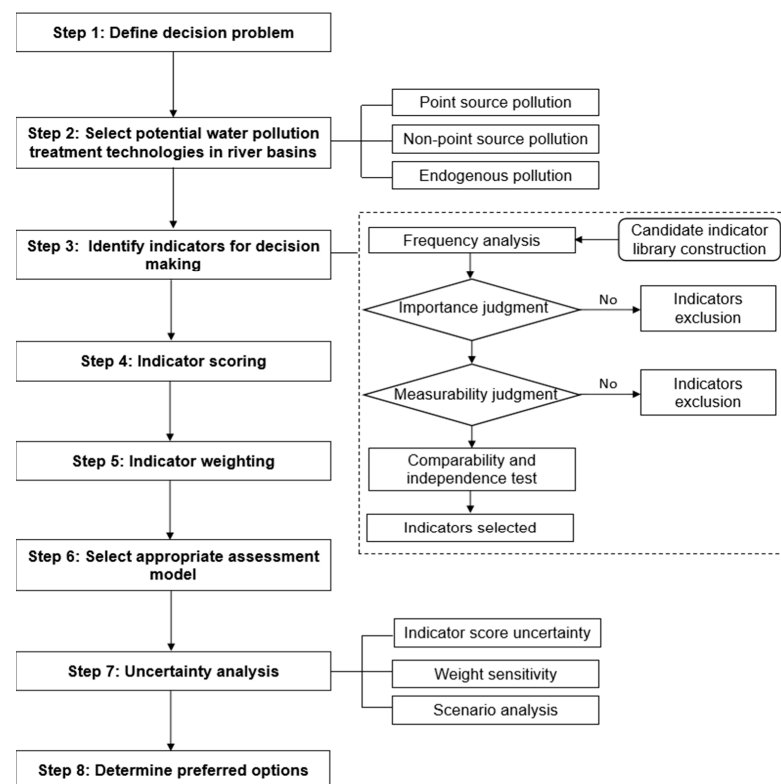 Step 1: Define decision problem
Step 2: Select potential water pollution
treatment technologies in river basins
Point source pollution
Non-point source pollution
Endogenous pollution
Step 3:  Identify indicators for decision
making
Frequency analysis
Candidate indicator
library construction
Importance judgment
No
Indicators
exclusion
Measurability judgment
No
Indicators
exclusion
Comparability and
independence test
Indicators selected
Step 4: Indicator scoring
Step 5: Indicator weighting
Step 6: Select appropriate assessment
model
Step 7: Uncertainty analysis
Indicator score uncertainty
Weight sensitivity
Scenario analysis
Step 8: Determine preferred options